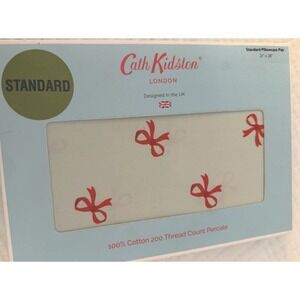 Standard Pillowcase Pair
STANDARD
Cath Kidston
LONDON
Designed in the UK
100% Cotton 200 Thread Count Percale